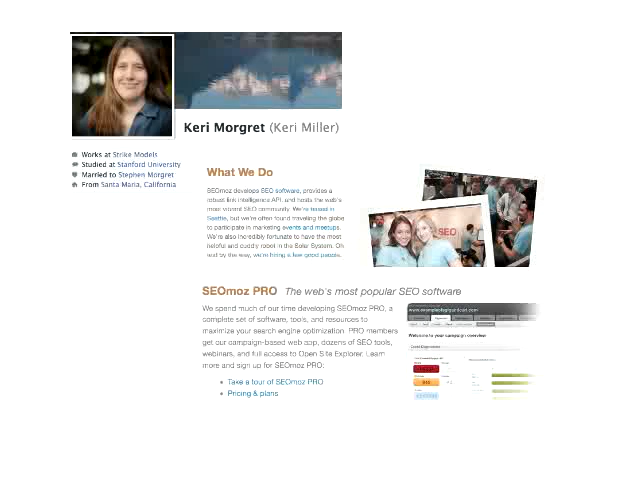 Keri Morgret (Keri Miller)
Works at Strike Models
Studied at Stanford University
Married to Stephen Morgret
From Santa Maria, California
What We Do
SEOmoz develops SEO software, provides a
robust link intelligence API, and hosts the web's
most vibrant SEO community. We're based in
Seattle, but we're often found traveling the globe
to participate in marketing events and meetups.
We're also incredibly fortunate to have the most
helpful and cuddly robot in the Solar System. Oh
and by the way, we're hiring a few good people.
SEO
SEOmoz PRO The web's most popular SEO software
We spend much of our time developing SEOmoz PRO, a
complete set of software, tools, and resources to
maximize your search engine optimization. PRO members
get our campaign-based web app, dozens of SEO tools,
webinars, and full access to Open Site Explorer. Learn
more and sign up for SEOmoz PRO:
Take a tour of SEOmoz PRO
Pricing & plans
Welcome to your campaign overview